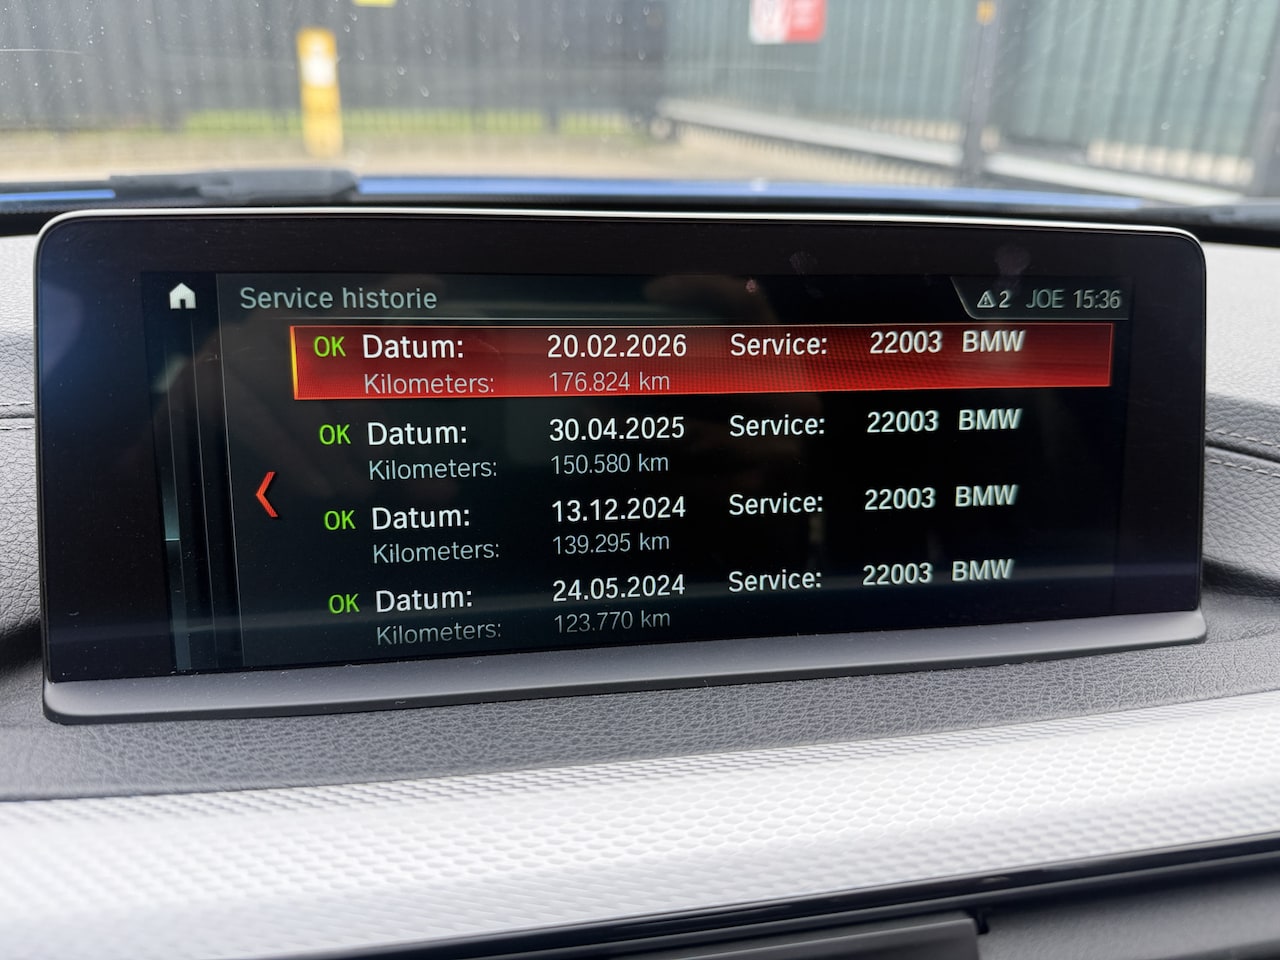 Service historie
⚠2 JOE 15:36
OK Datum: 20.02.2026 Service: 22003 BMW
Kilometers: 176.824 km
OK Datum: 30.04.2025 Service: 22003 BMW
Kilometers: 150.580 km
OK Datum: 13.12.2024 Service: 22003 BMW
Kilometers: 139.295 km
OK Datum: 24.05.2024 Service: 22003 BMW
Kilometers: 123.770 km